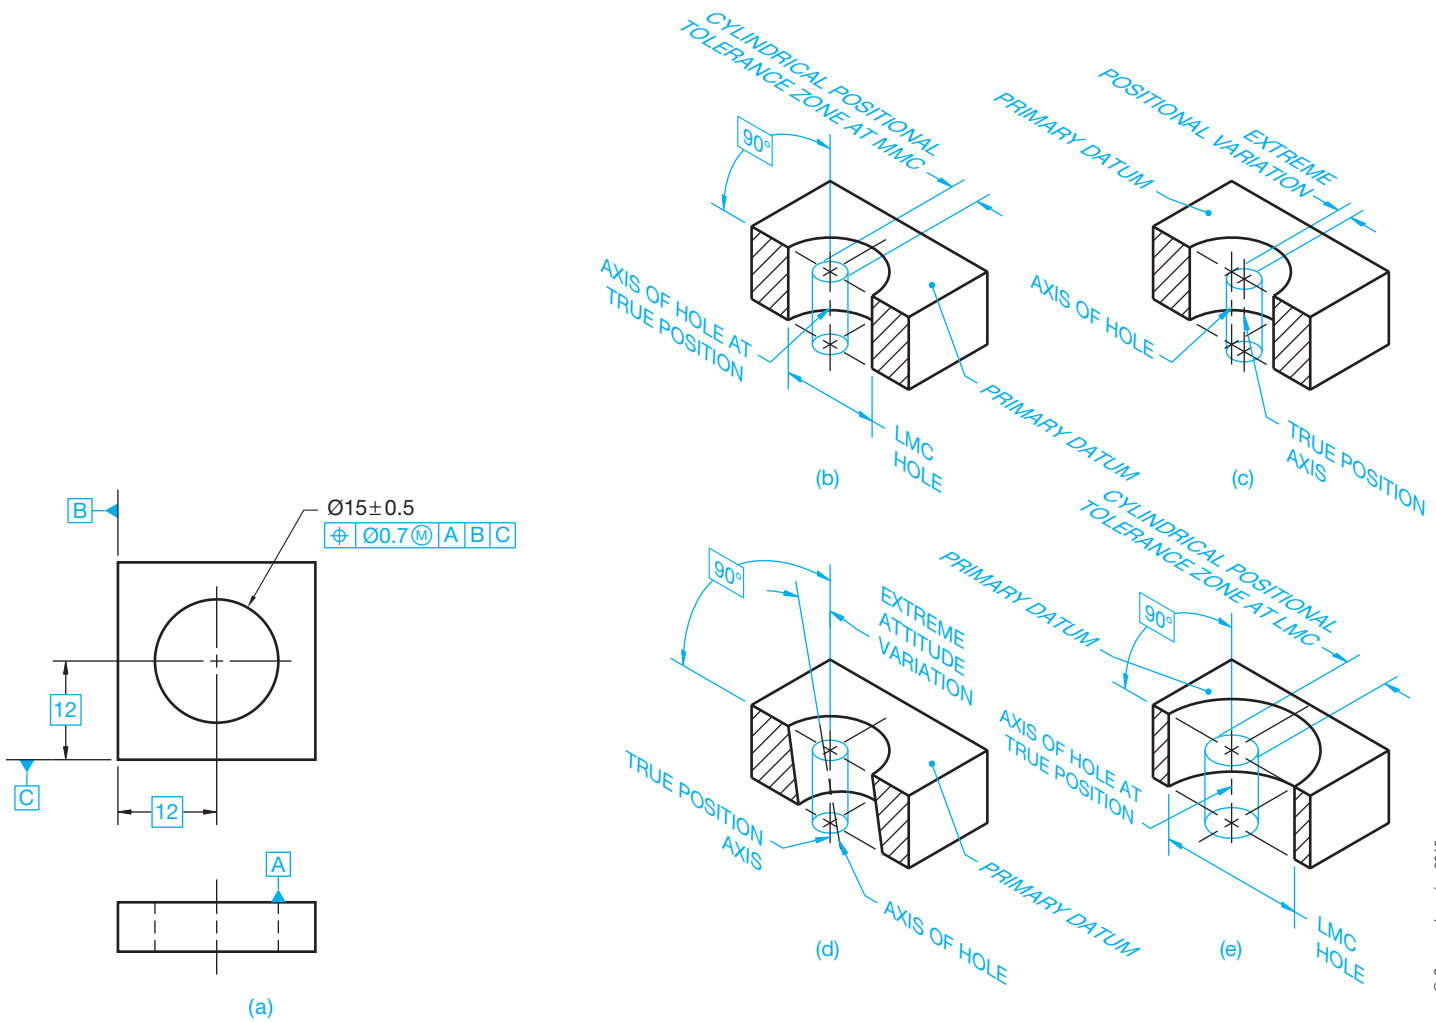 B
Ø15±0.5
⌖ Ø0.7 Ⓜ A B C
12
C
12
A
(a)
CYLINDRICAL POSITIONAL
TOLERANCE ZONE AT MMC
90°
AXIS OF HOLE AT
TRUE POSITION
PRIMARY DATUM
LMC
HOLE
(b)
EXTREME
POSITIONAL VARIATION
PRIMARY DATUM
AXIS OF HOLE
TRUE POSITION
AXIS
(c)
90°
EXTREME
ATTITUDE
VARIATION
TRUE POSITION
AXIS
AXIS OF HOLE
PRIMARY DATUM
(d)
CYLINDRICAL POSITIONAL
TOLERANCE ZONE AT LMC
PRIMARY DATUM
90°
AXIS OF HOLE AT
TRUE POSITION
LMC
HOLE
(e)